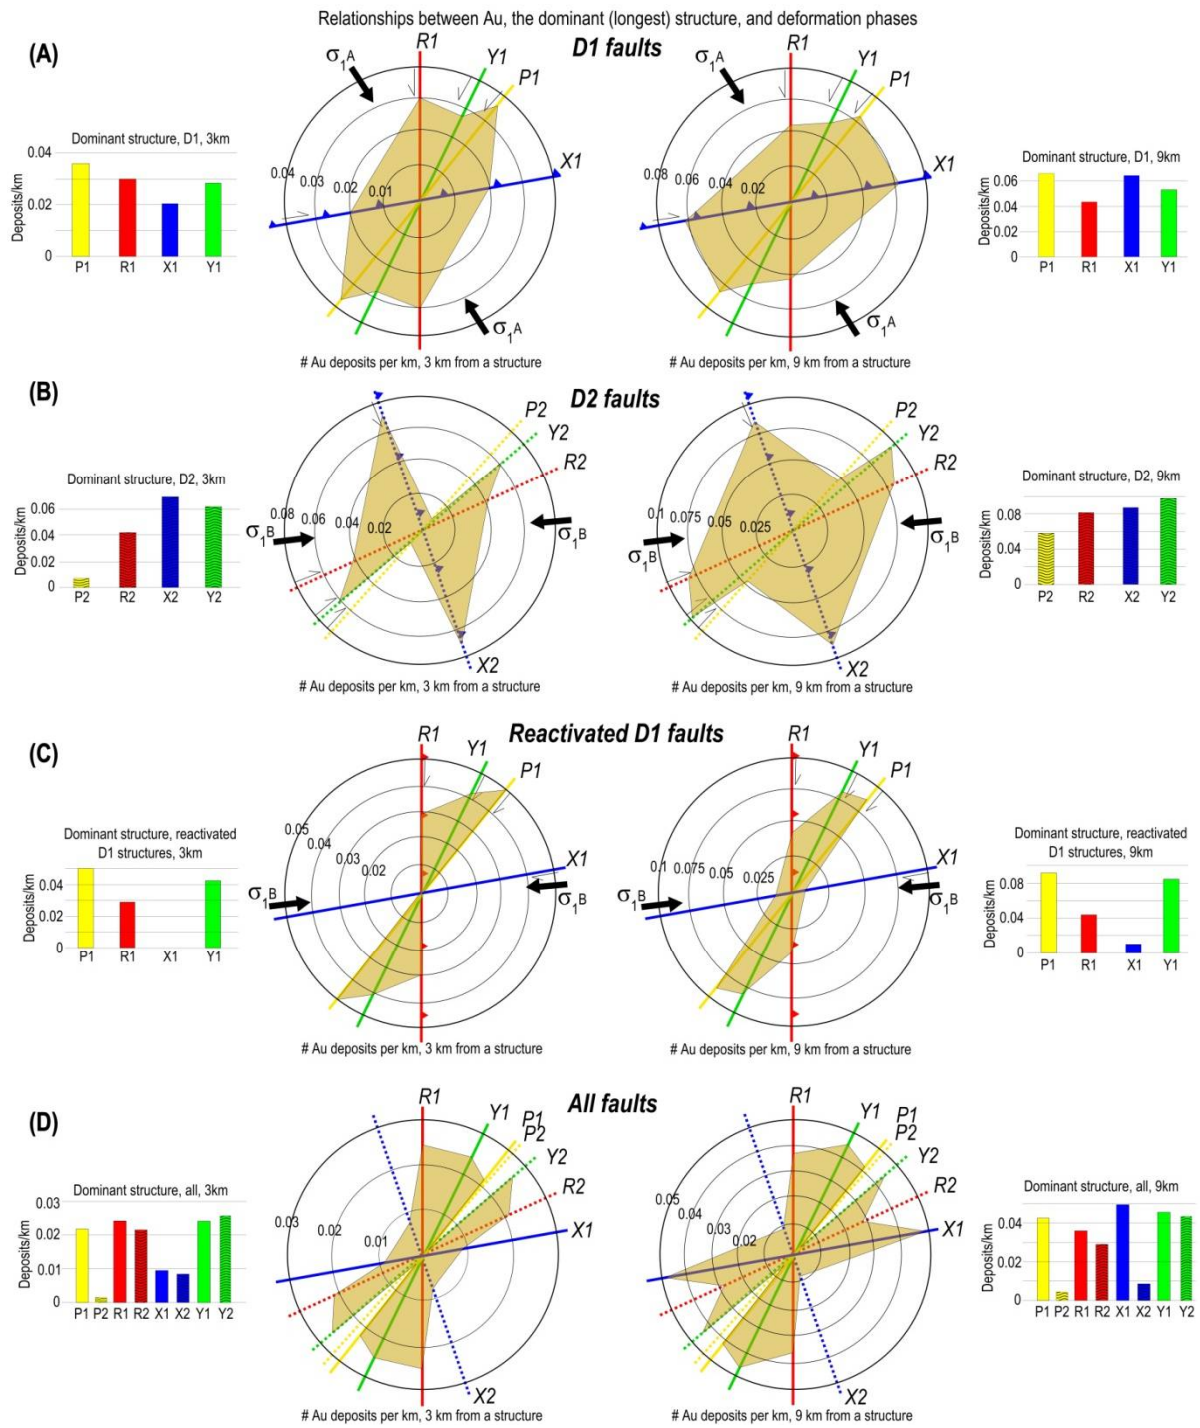 Relationships between Au, the dominant (longest) structure, and deformation phases
(A)
D1 faults
Dominant structure, D1, 3km
Deposits/km
0.04
0.02
0
P1 R1 X1 Y1
σ1A
R1
Y1
P1
X1
0.04 0.03 0.02 0.01
σ1A
# Au deposits per km, 3 km from a structure
σ1A
R1
Y1
P1
X1
0.08 0.06 0.04 0.02
σ1A
# Au deposits per km, 9 km from a structure
Dominant structure, D1, 9km
Deposits/km
0.06
0.04
0.02
0
P1 R1 X1 Y1
(B)
D2 faults
Dominant structure, D2, 3km
Deposits/km
0.06
0.04
0.02
0
P2 R2 X2 Y2
P2
Y2
R2
0.08 0.06 0.04 0.02
σ1B
σ1B
X2
# Au deposits per km, 3 km from a structure
P2
Y2
R2
0.1 0.075 0.05 0.025
σ1B
σ1B
X2
# Au deposits per km, 9 km from a structure
Dominant structure, D2, 9km
Deposits/km
0.08
0.04
0
P2 R2 X2 Y2
(C)
Reactivated D1 faults
Dominant structure, reactivated
D1 structures, 3km
Deposits/km
0.04
0.02
0
P1 R1 X1 Y1
R1
Y1
P1
X1
0.05 0.04 0.03 0.02
σ1B
σ1B
# Au deposits per km, 3 km from a structure
R1
Y1
P1
X1
0.1 0.075 0.05 0.025
σ1B
σ1B
# Au deposits per km, 9 km from a structure
Dominant structure, reactivated
D1 structures, 9km
Deposits/km
0.08
0.04
0
P1 R1 X1 Y1
(D)
All faults
Dominant structure, all, 3km
Deposits/km
0.03
0.02
0.01
0
P1 P2 R1 R2 X1 X2 Y1 Y2
R1
Y1
P1
P2
Y2
R2
X1
0.03 0.02 0.01
X2
# Au deposits per km, 3 km from a structure
R1
Y1
P1
P2
Y2
R2
X1
0.05 0.04 0.03 0.02
X2
# Au deposits per km, 9 km from a structure
Dominant structure, all, 9km
Deposits/km
0.04
0.02
0
P1 P2 R1 R2 X1 X2 Y1 Y2